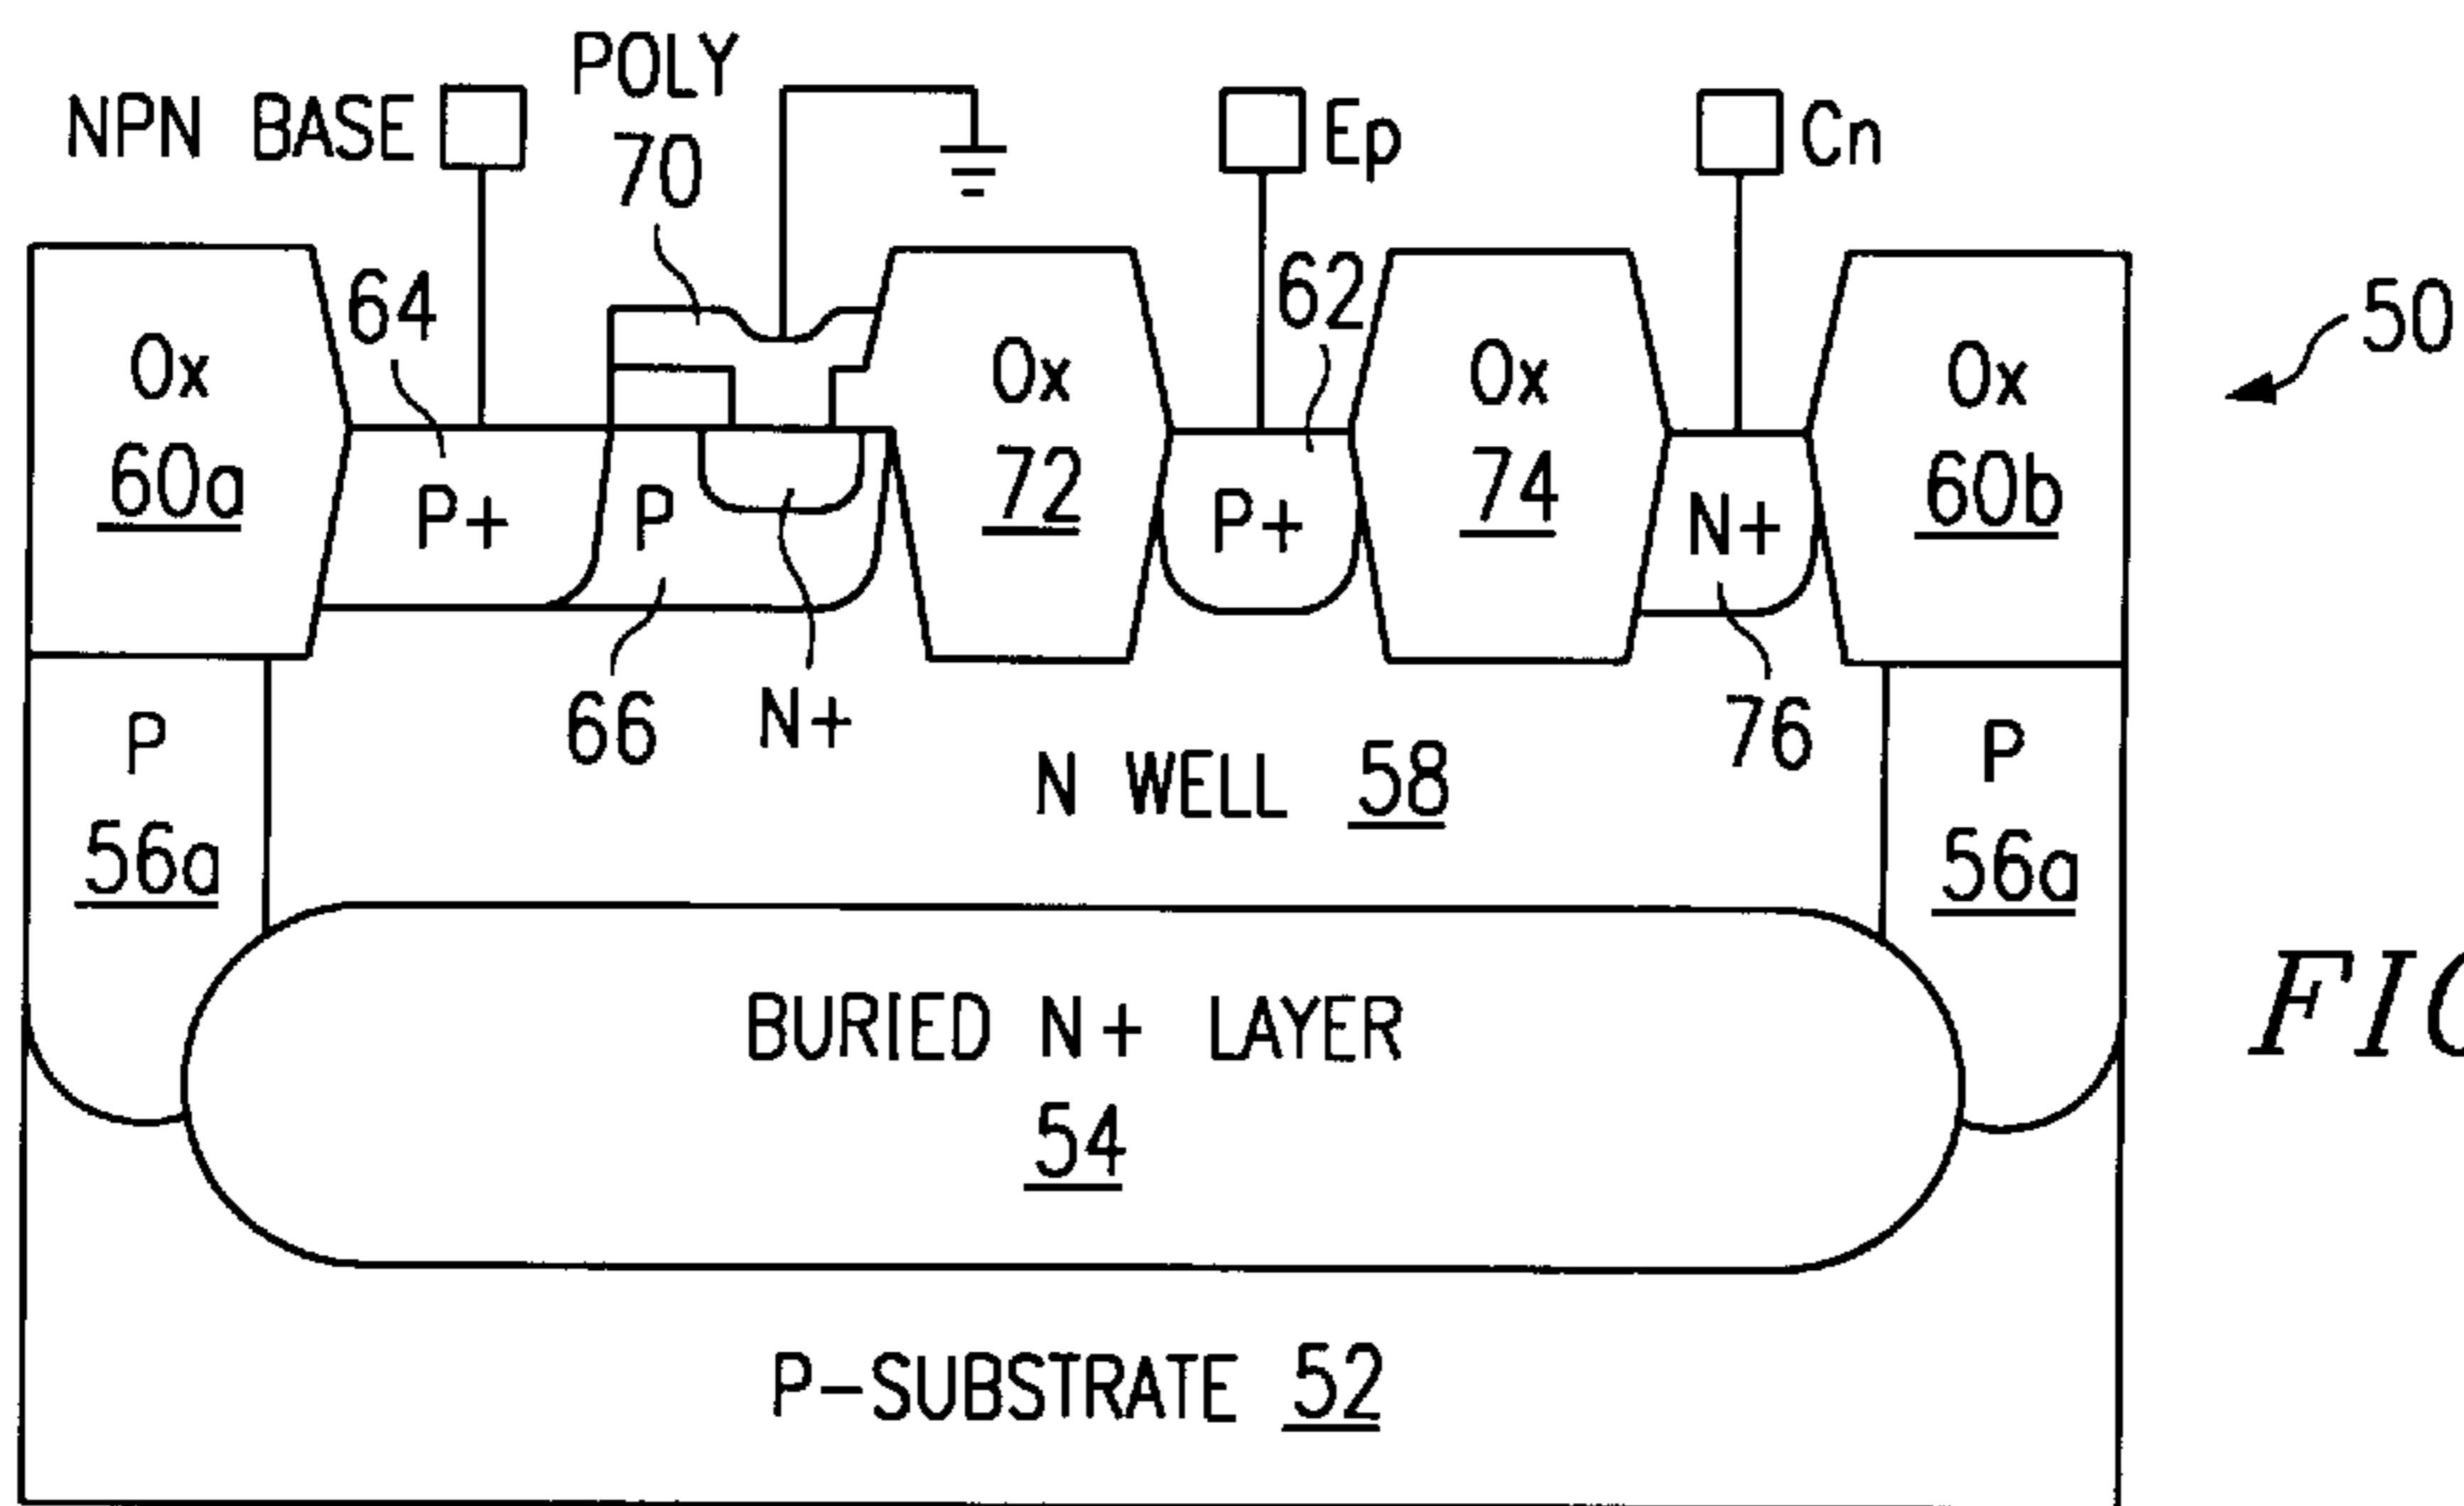 POLY
70
NPN BASE
Ep
Cn
64
62
50
Ox
60a
Ox
72
Ox
74
Ox
60b
P+
P
P+
N+
66
N+
76
P
56a
N WELL 58
P
56a
BURIED N+ LAYER
54
P-SUBSTRATE 52